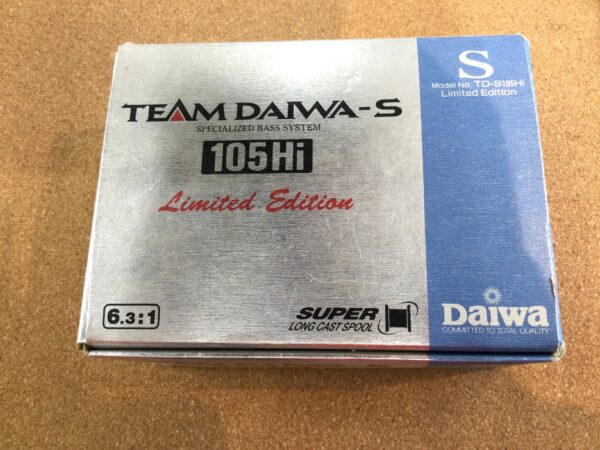 TEAM DAIWA-S
SPECIALIZED BASS SYSTEM
105Hi
Limited Edition
6.3:1
SUPER
LONG CAST SPOOL
S
Model No. TD-S105Hi
Limited Edition
Daiwa
COMMITTED TO TOTAL QUALITY